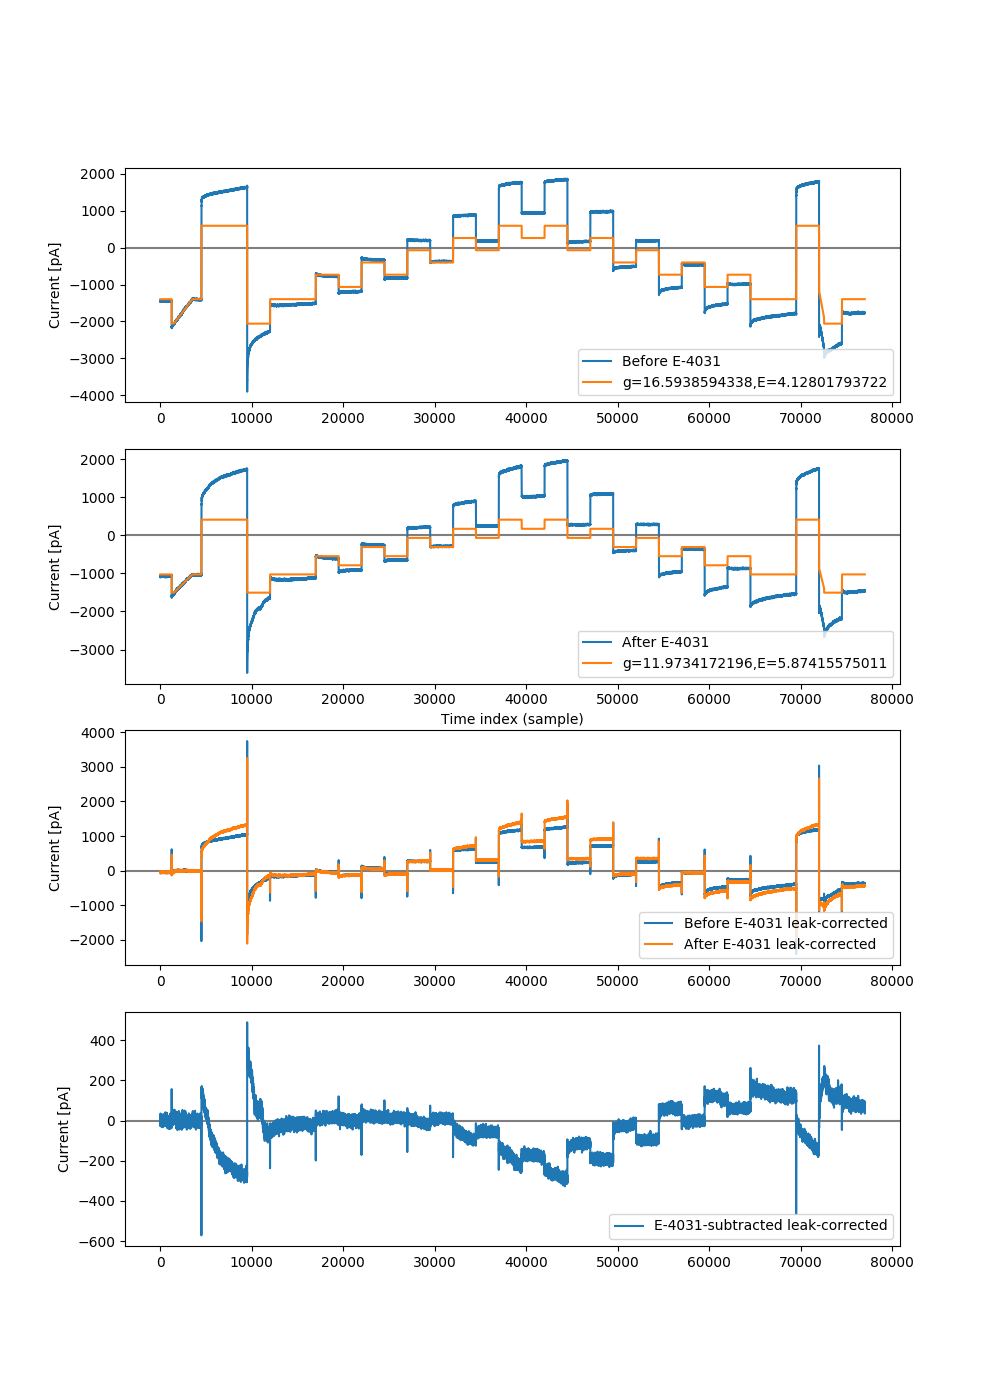 2000
1000
0
−1000
−2000
−3000
−4000
Current [pA]
Before E-4031
g=16.5938594338,E=4.12801793722
0 10000 20000 30000 40000 50000 60000 70000 80000
2000
1000
0
−1000
−2000
−3000
Current [pA]
After E-4031
g=11.9734172196,E=5.87415575011
0 10000 20000 30000 40000 50000 60000 70000 80000
Time index (sample)
4000
3000
2000
1000
0
−1000
−2000
Current [pA]
Before E-4031 leak-corrected
After E-4031 leak-corrected
0 10000 20000 30000 40000 50000 60000 70000 80000
400
200
0
−200
−400
−600
Current [pA]
E-4031-subtracted leak-corrected
0 10000 20000 30000 40000 50000 60000 70000 80000